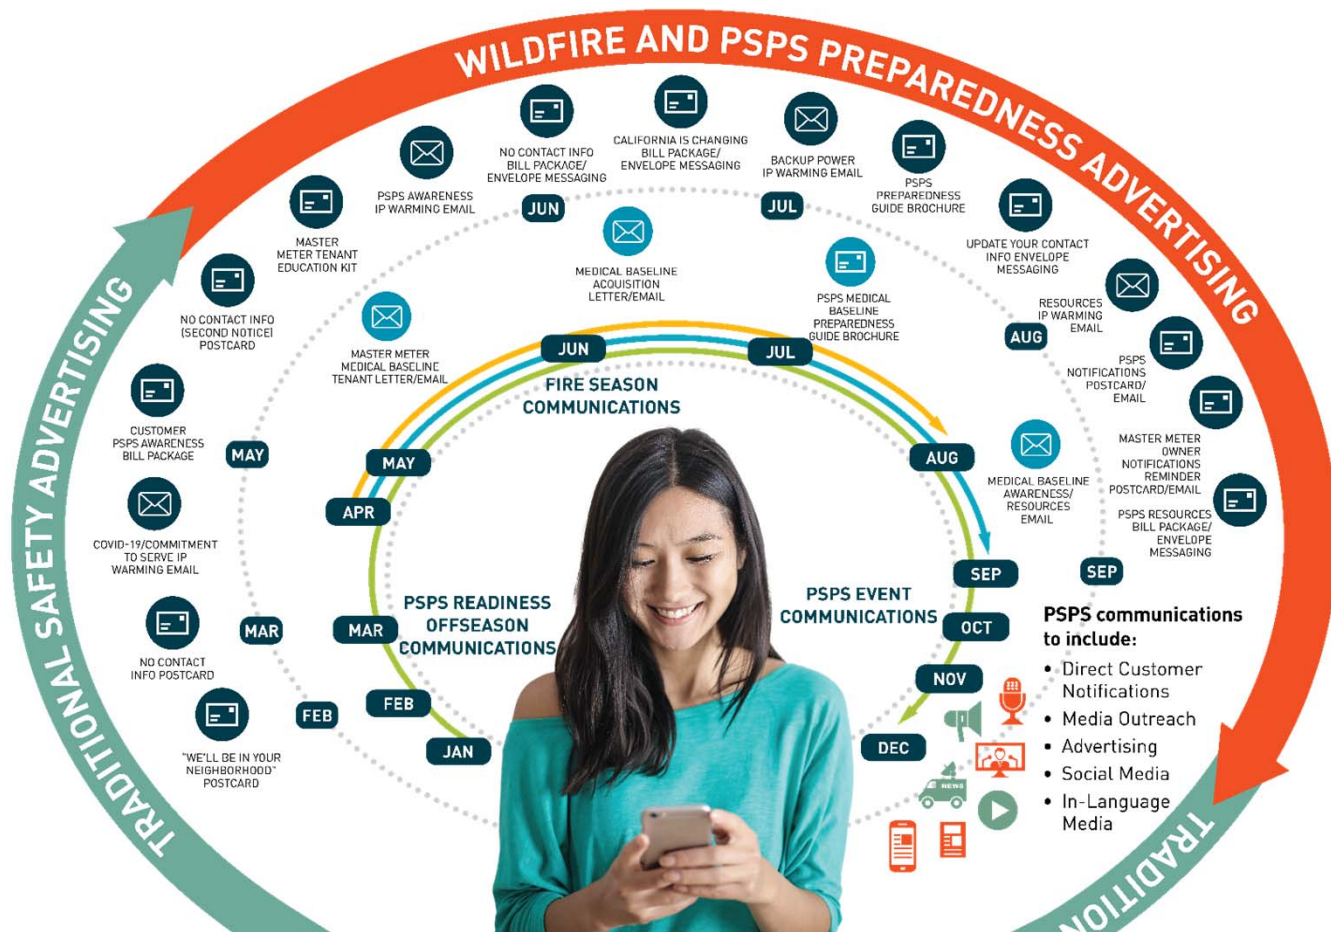 WILDFIRE AND PSPS PREPAREDNESS ADVERTISING
TRADITIONAL SAFETY ADVERTISING
"WE'LL BE IN YOUR
NEIGHBORHOOD"
POSTCARD
NO CONTACT
INFO POSTCARD
COVID-19/COMMITMENT
TO SERVE IP
WARMING EMAIL
CUSTOMER
PSPS AWARENESS
BILL PACKAGE
NO CONTACT INFO
(SECOND NOTICE)
POSTCARD
MASTER
METER TENANT
EDUCATION KIT
PSPS AWARENESS
IP WARMING EMAIL
NO CONTACT INFO
BILL PACKAGE/
ENVELOPE MESSAGING
CALIFORNIA IS CHANGING
BILL PACKAGE/
ENVELOPE MESSAGING
BACKUP POWER
IP WARMING EMAIL
PSPS
PREPAREDNESS
GUIDE BROCHURE
UPDATE YOUR CONTACT
INFO ENVELOPE
MESSAGING
RESOURCES
IP WARMING
EMAIL
PSPS
NOTIFICATIONS
POSTCARD/
EMAIL
MASTER METER
OWNER
NOTIFICATIONS
REMINDER
POSTCARD/EMAIL
PSPS RESOURCES
BILL PACKAGE/
ENVELOPE
MESSAGING
FEB
MAR
MAY
JUN
JUL
AUG
SEP
MASTER METER
MEDICAL BASELINE
TENANT LETTER/EMAIL
MEDICAL BASELINE
ACQUISITION
LETTER/EMAIL
PSPS MEDICAL
BASELINE
PREPAREDNESS
GUIDE BROCHURE
MEDICAL BASELINE
AWARENESS/
RESOURCES
EMAIL
JAN
FEB
MAR
APR
MAY
JUN
JUL
AUG
SEP
OCT
NOV
DEC
FIRE SEASON
COMMUNICATIONS
PSPS READINESS
OFFSEASON
COMMUNICATIONS
PSPS EVENT
COMMUNICATIONS
PSPS communications
to include:
• Direct Customer
Notifications
• Media Outreach
• Advertising
• Social Media
• In-Language
Media
NEWS